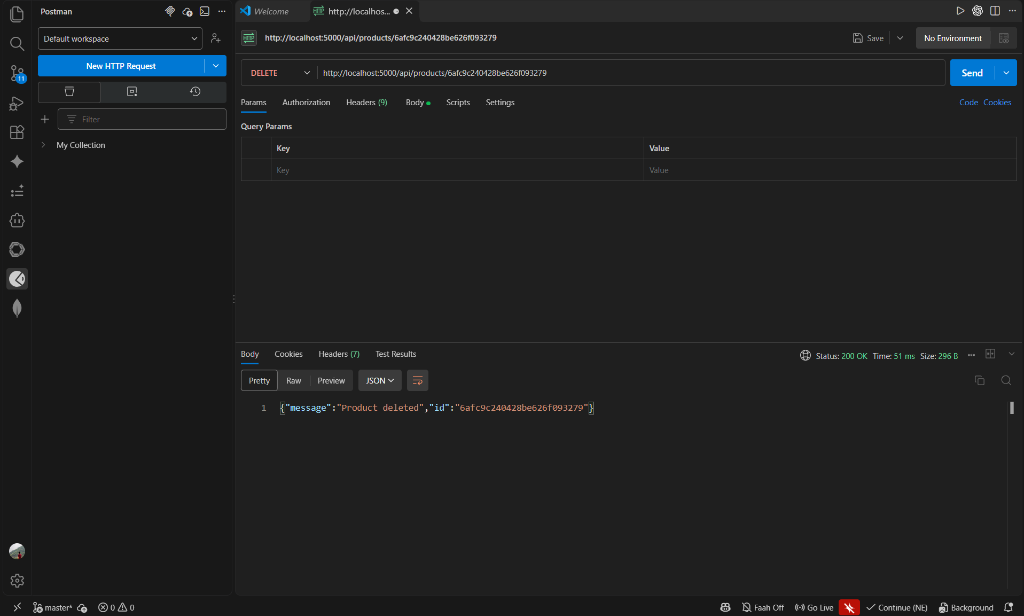 Postman
Welcome
http://localhos...
Default workspace
http://localhost:5000/api/products/6afc9c240428be626f093279
Save
No Environment
New HTTP Request
DELETE
http://localhost:5000/api/products/6afc9c240428be626f093279
Send
11
Params
Authorization
Headers (9)
Body
Scripts
Settings
Code
Cookies
Filter
Query Params
My Collection
Key
Value
Key
Value
Body
Cookies
Headers (7)
Test Results
Status: 200 OK
Time: 51 ms
Size: 296 B
Pretty
Raw
Preview
JSON
1
{"message":"Product deleted","id":"6afc9c240428be626f093279"}
master*
0
0
Faah Off
Go Live
Continue (NE)
Background